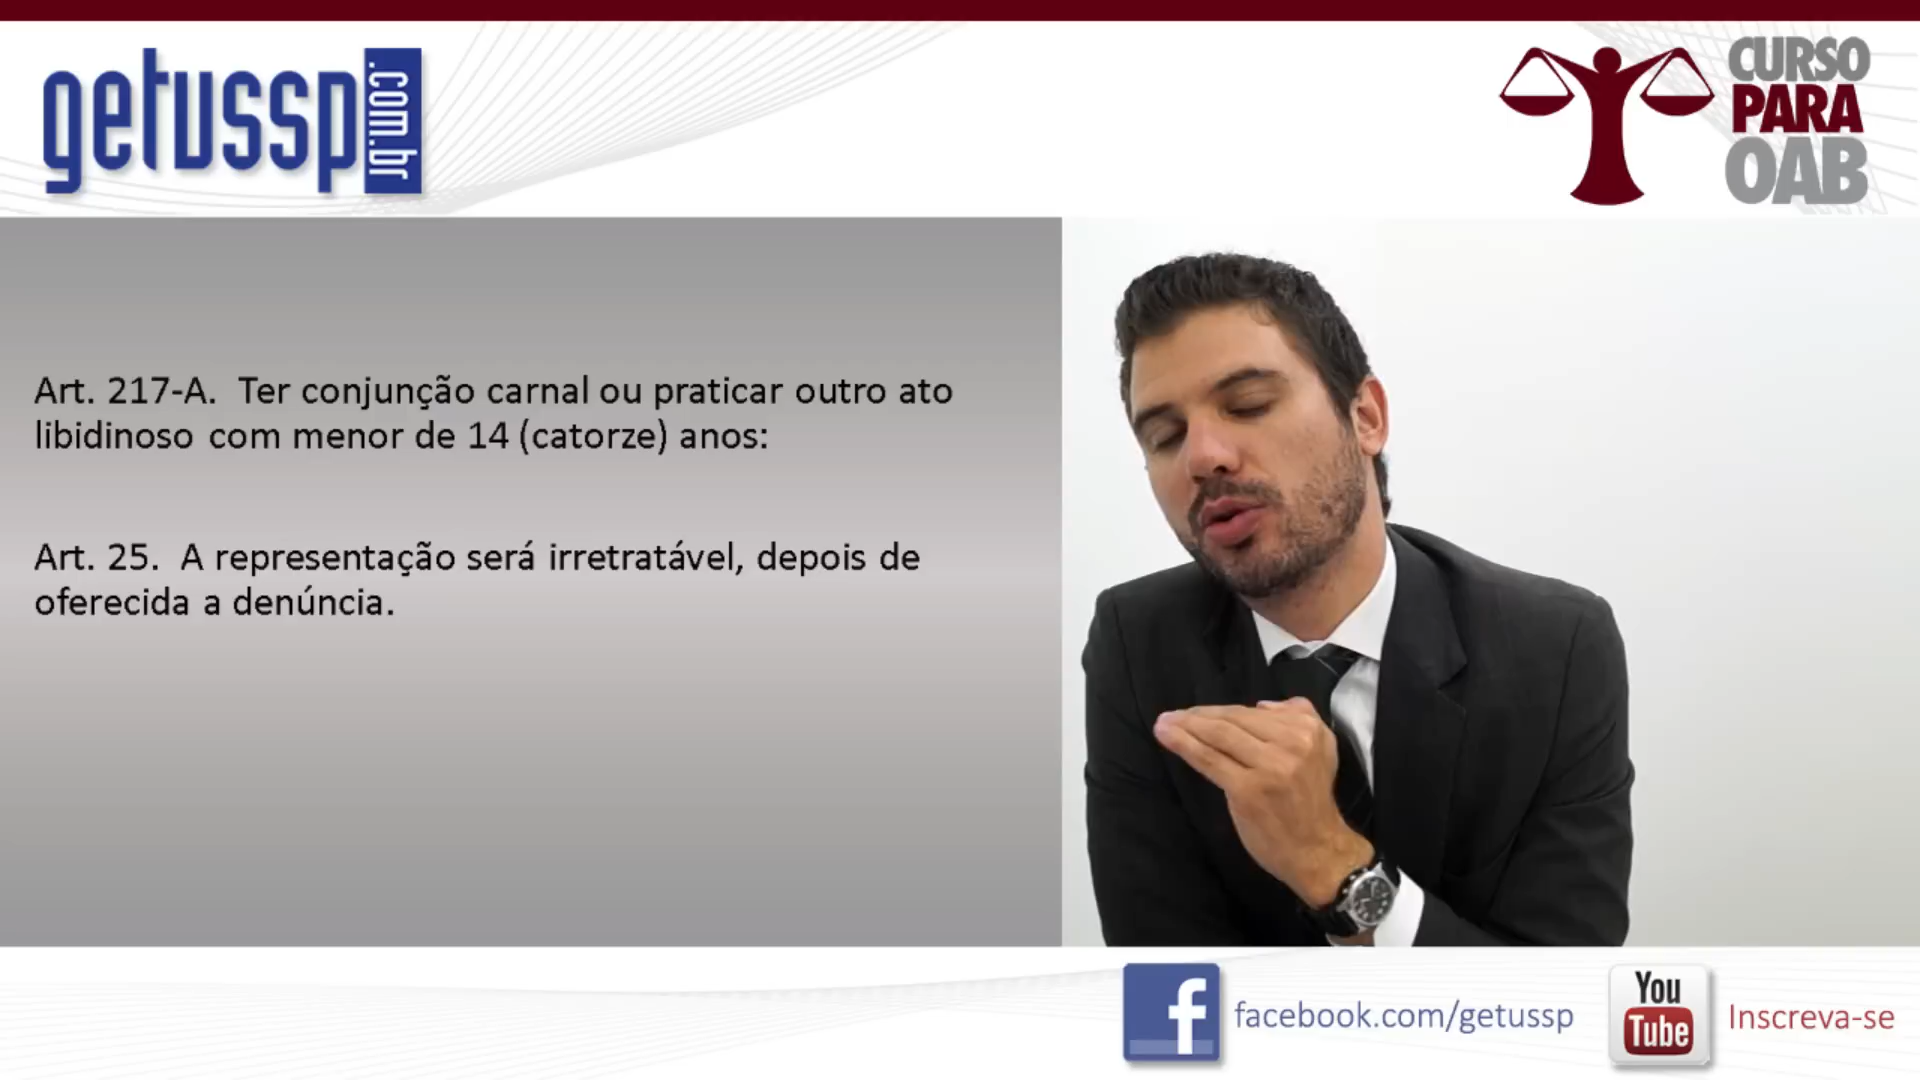 getussp.com.br
CURSO
PARA
OAB
Art. 217-A. Ter conjunção carnal ou praticar outro ato
libidinoso com menor de 14 (catorze) anos:
Art. 25. A representação será irretratável, depois de
oferecida a denúncia.
f facebook.com/getussp
You
Tube
Inscreva-se